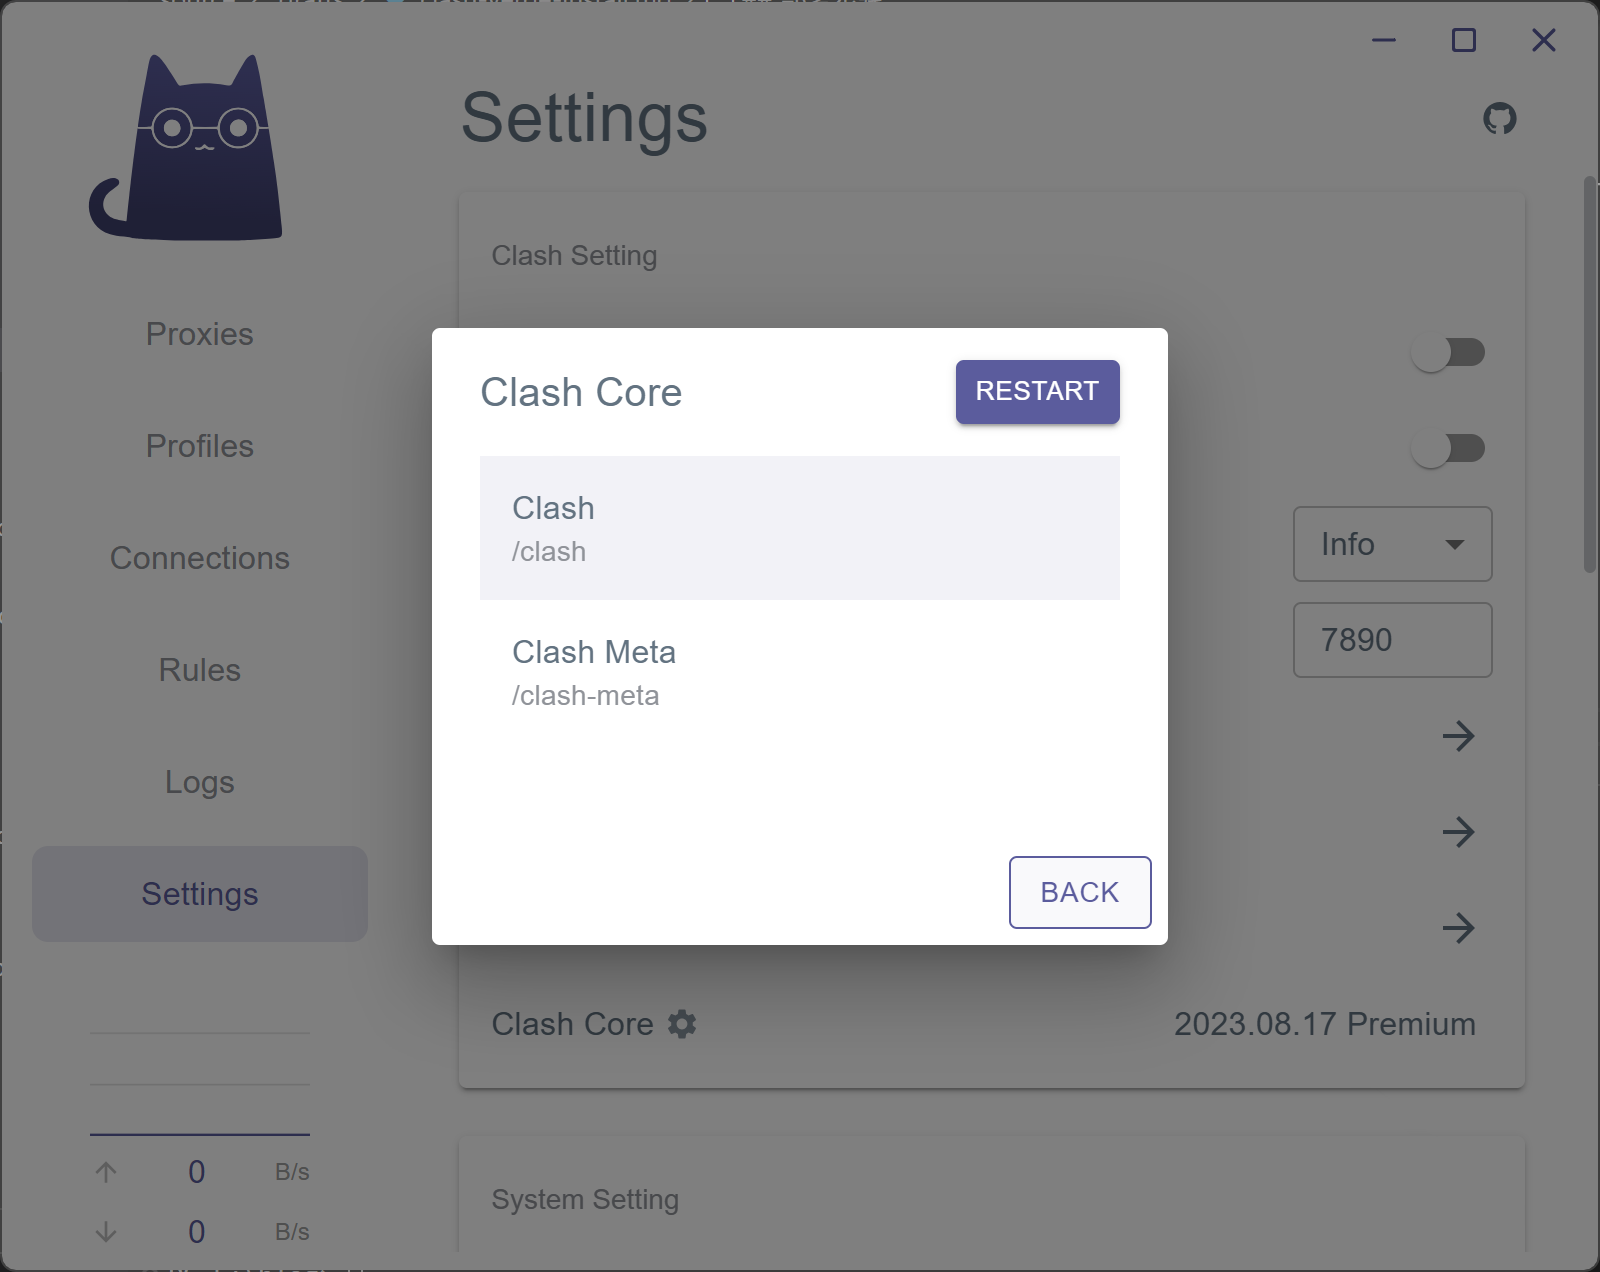 Settings
Clash Setting
Proxies
Profiles
Connections
Rules
Logs
Settings
Clash Core
RESTART
Clash
/clash
Clash Meta
/clash-meta
BACK
Info
7890
Clash Core
2023.08.17 Premium
System Setting
0 B/s
0 B/s